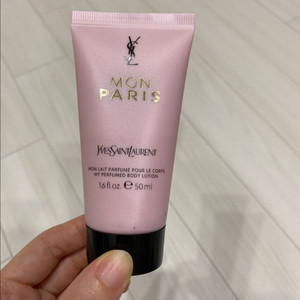 YSL
MON
PARIS
YVESSAINTLAURENT
MON LAIT PARFUMÉ POUR LE CORPS
MY PERFUMED BODY LOTION
1.6 fl.oz. e 50 ml